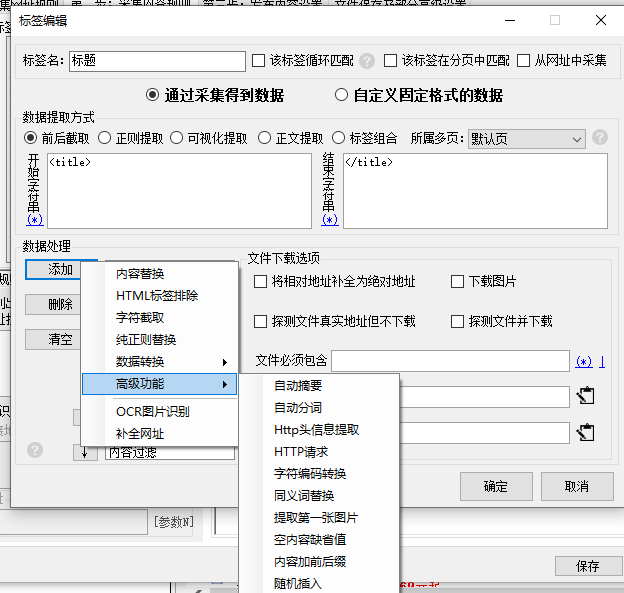 标签编辑
标签名: 标题 该标签循环匹配 该标签在分页中匹配 从网址中采集
通过采集得到数据 自定义固定格式的数据
数据提取方式
前后截取 正则提取 可视化提取 正文提取 标签组合 所属多页: 默认页
开始字符串 (*)
<title>
结束字符串 (*)
</title>
数据处理
添加
删除
清空
内容过滤
内容替换
HTML标签排除
字符截取
纯正则替换
数据转换
高级功能
OCR图片识别
补全网址
自动摘要
自动分词
Http头信息提取
HTTP请求
字符编码转换
同义词替换
提取第一张图片
空内容缺省值
内容加前后缀
随机插入
文件下载选项
将相对地址补全为绝对地址 下载图片
探测文件真实地址但不下载 探测文件并下载
文件必须包含 (*)
确定 取消
[参数N]
保存